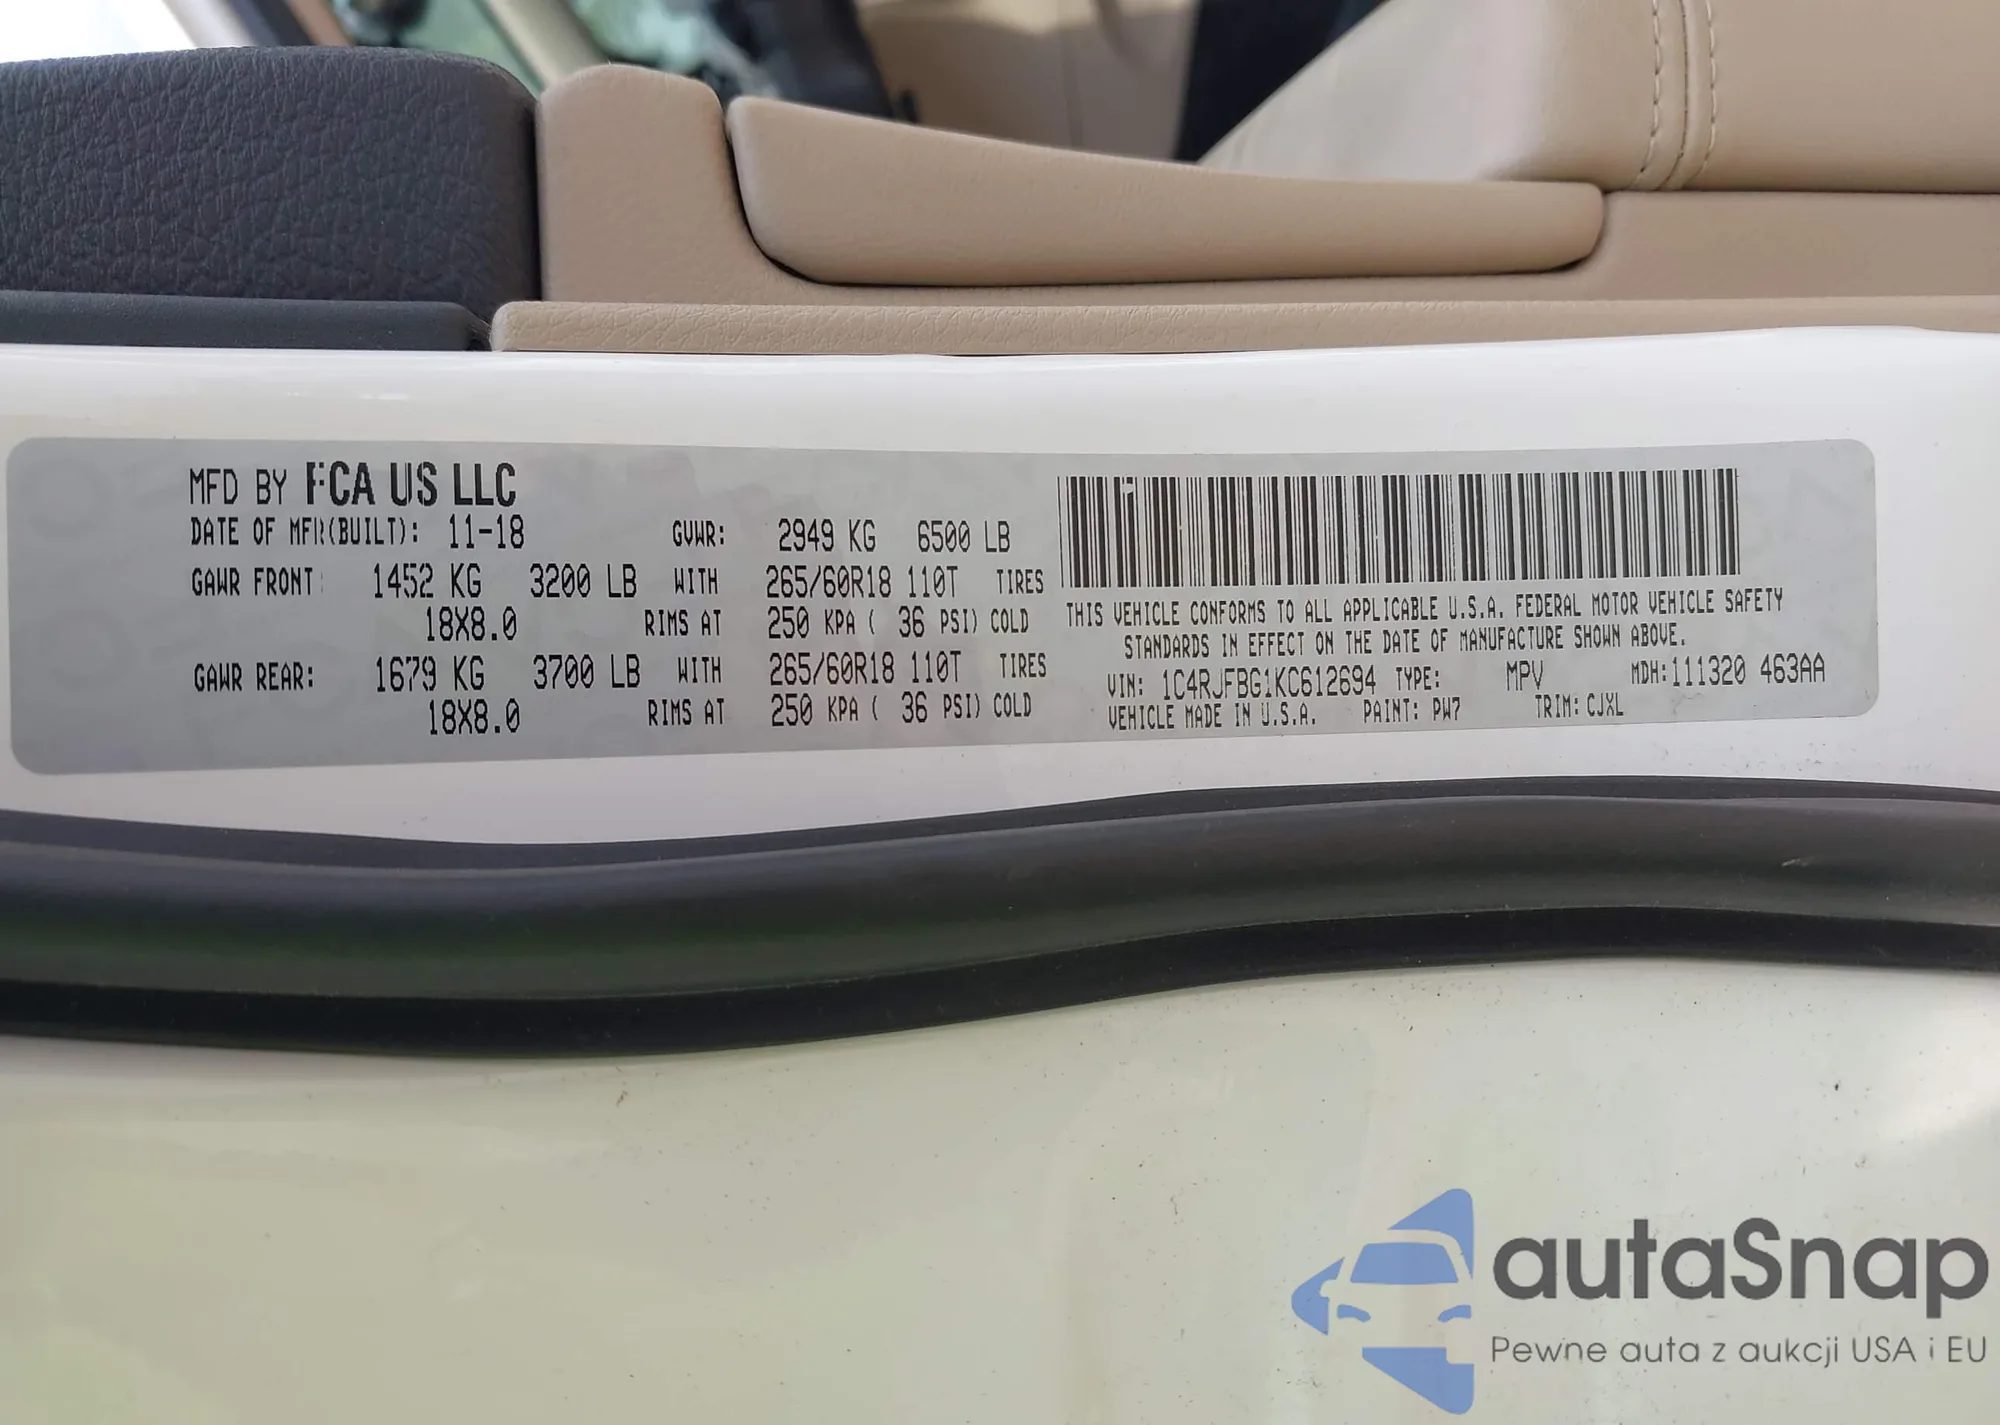 MFD BY FCA US LLC
DATE OF MFR(BUILT): 11-18 GVWR: 2949 KG 6500 LB
GAWR FRONT: 1452 KG 3200 LB WITH 265/60R18 110T TIRES
18X8.0 RIMS AT 250 KPA ( 36 PSI) COLD
GAWR REAR: 1679 KG 3700 LB WITH 265/60R18 110T TIRES
18X8.0 RIMS AT 250 KPA ( 36 PSI) COLD
THIS VEHICLE CONFORMS TO ALL APPLICABLE U.S.A. FEDERAL MOTOR VEHICLE SAFETY
STANDARDS IN EFFECT ON THE DATE OF MANUFACTURE SHOWN ABOVE.
VIN: 1C4RJFBG1KC612694 TYPE: MPV MDH:111320 463AA
VEHICLE MADE IN U.S.A. PAINT: PW7 TRIM: CJXL
autaSnap
Pewne auta z aukcji USA i EU